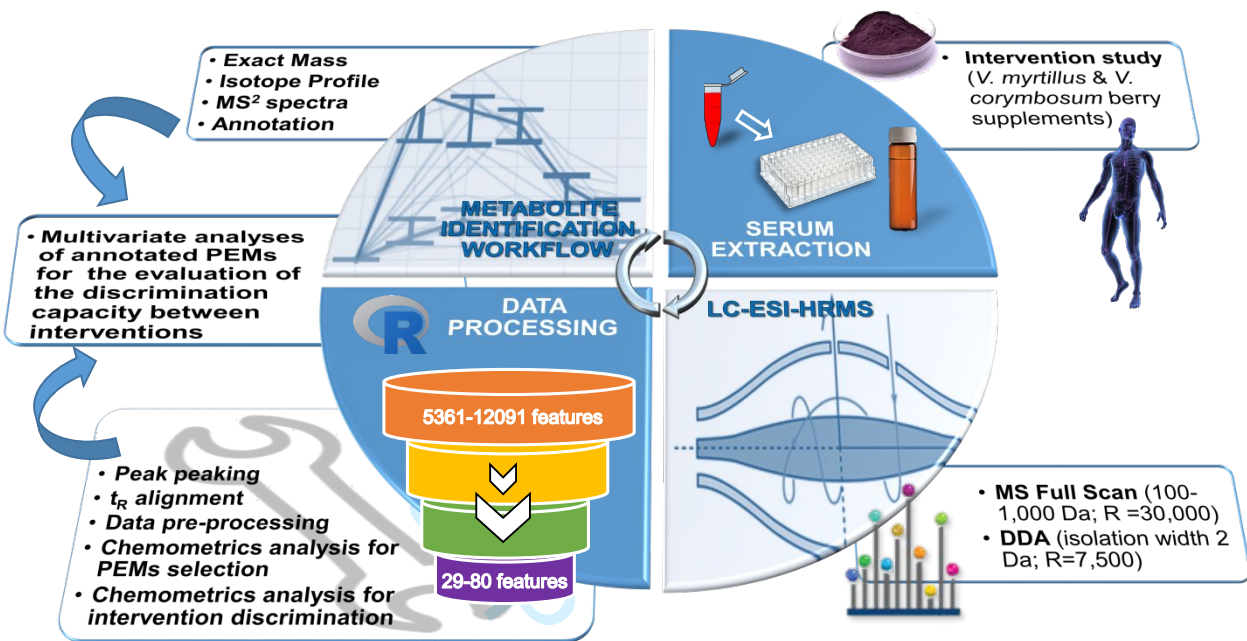 • Exact Mass
• Isotope Profile
• MS² spectra
• Annotation
• Intervention study
(V. myrtillus & V.
corymbosum berry
supplements)
METABOLITE
IDENTIFICATION
WORKFLOW
SERUM
EXTRACTION
• Multivariate analyses
of annotated PEMs
for the evaluation of
the discrimination
capacity between
interventions
R
DATA
PROCESSING
LC-ESI-HRMS
5361-12091 features
29-80 features
• Peak peaking
• tR alignment
• Data pre-processing
• Chemometrics analysis for
PEMs selection
• Chemometrics analysis for
intervention discrimination
• MS Full Scan (100-
1,000 Da; R =30,000)
• DDA (isolation width 2
Da; R=7,500)